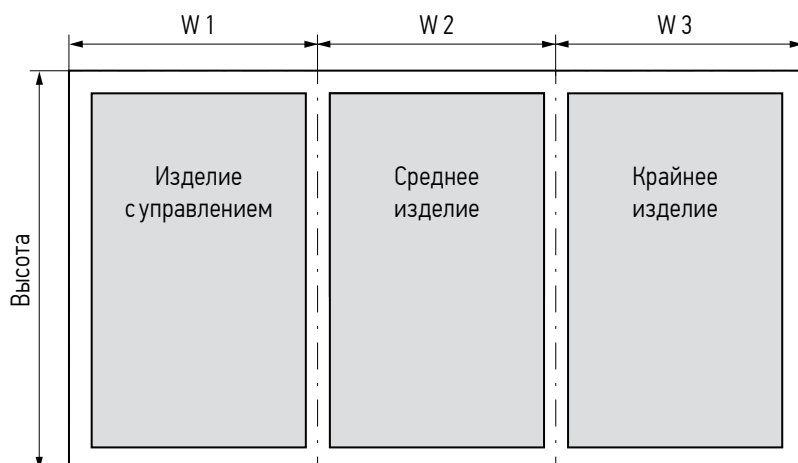 W 1
W 2
W 3
Высота
Изделие
с управлением
Среднее
изделие
Крайнее
изделие